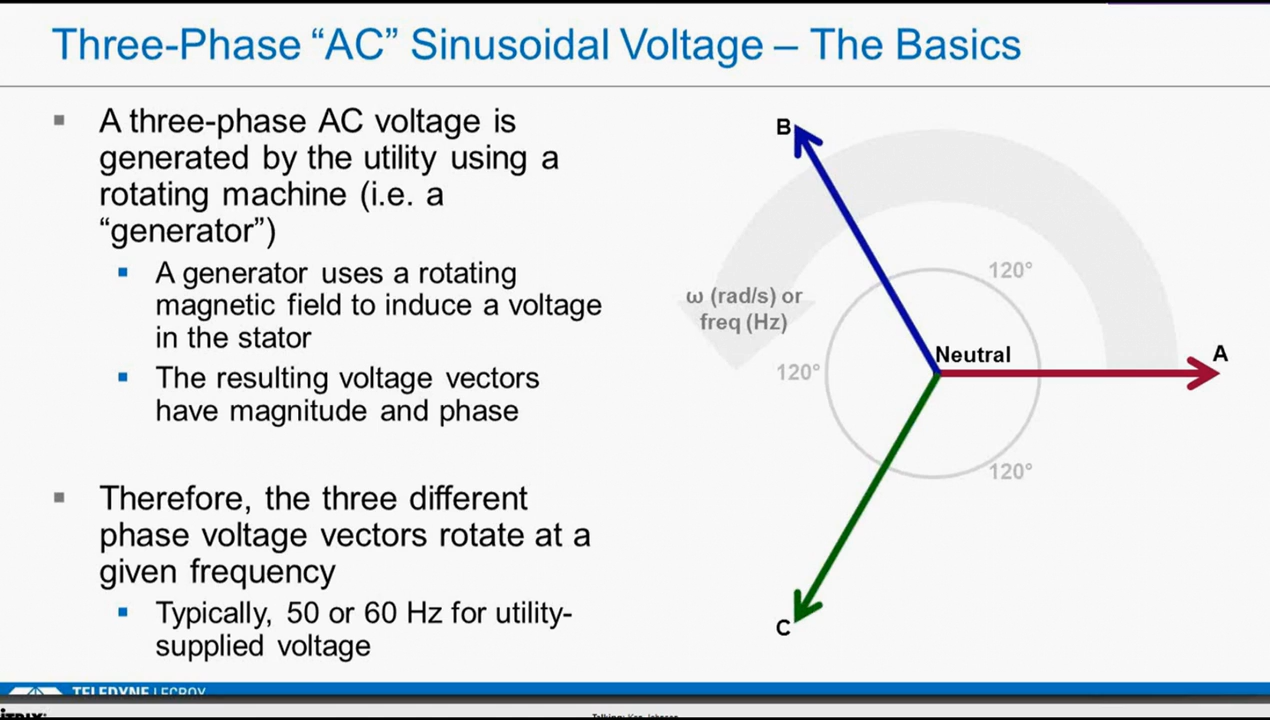 Three-Phase “AC” Sinusoidal Voltage – The Basics
A three-phase AC voltage is
generated by the utility using a
rotating machine (i.e. a
“generator”)
A generator uses a rotating
magnetic field to induce a voltage
in the stator
The resulting voltage vectors
have magnitude and phase
Therefore, the three different
phase voltage vectors rotate at a
given frequency
Typically, 50 or 60 Hz for utility-
supplied voltage
B
120°
ω (rad/s) or
freq (Hz)
Neutral
A
120°
120°
C
TELEDYNE LECROY